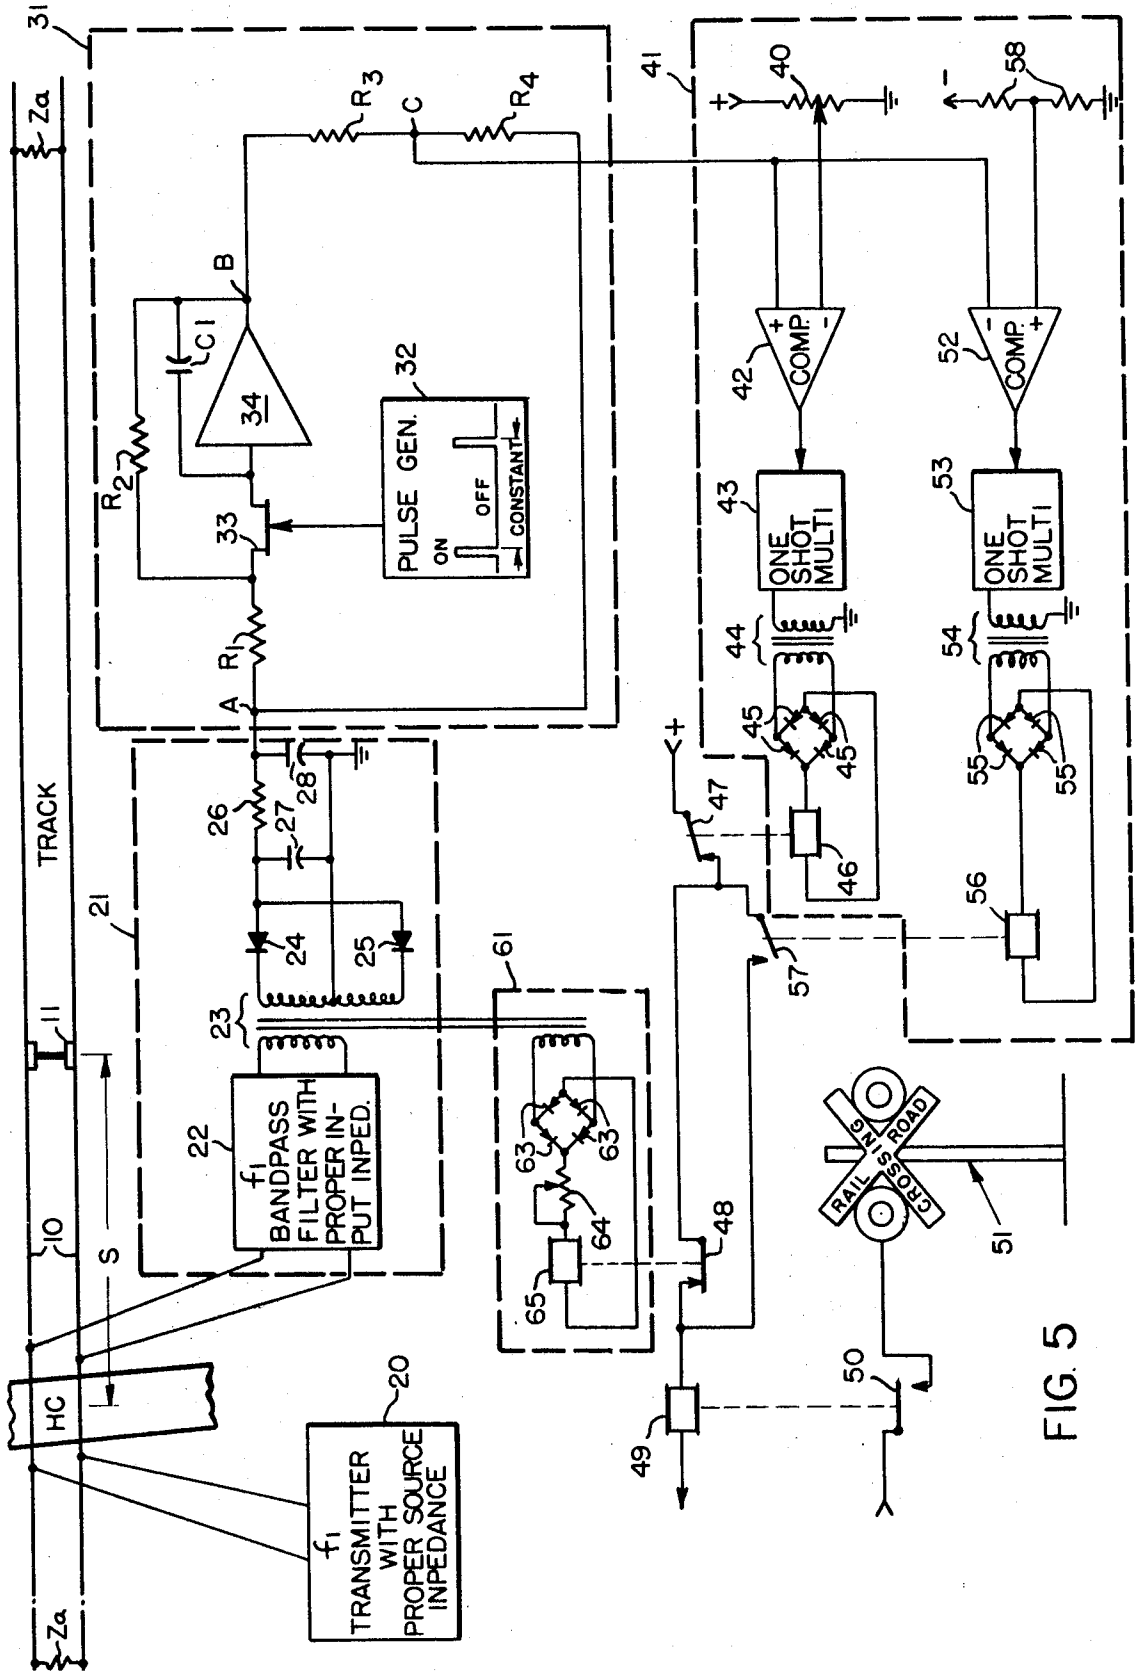 Za
TRACK
10
S
11
HC
Za
31
R3
C
R4
B
R2
C1
34
33
R1
A
PULSE GEN.
32
ON
OFF
CONSTANT
21
26
27
28
24
25
23
22
f1
BANDPASS
FILTER WITH
PROPER IN-
PUT INPED.
61
63
63
64
65
20
f1
TRANSMITTER
WITH
PROPER SOURCE
INPEDANCE
41
+
40
-
58
42
+
COMP.
-
52
-
COMP.
+
43
ONE
SHOT
MULTI
53
ONE
SHOT
MULTI
44
54
45
45
45
55
55
46
56
+
47
57
48
49
50
51
RAIL ROAD
CROSSING
FIG. 5